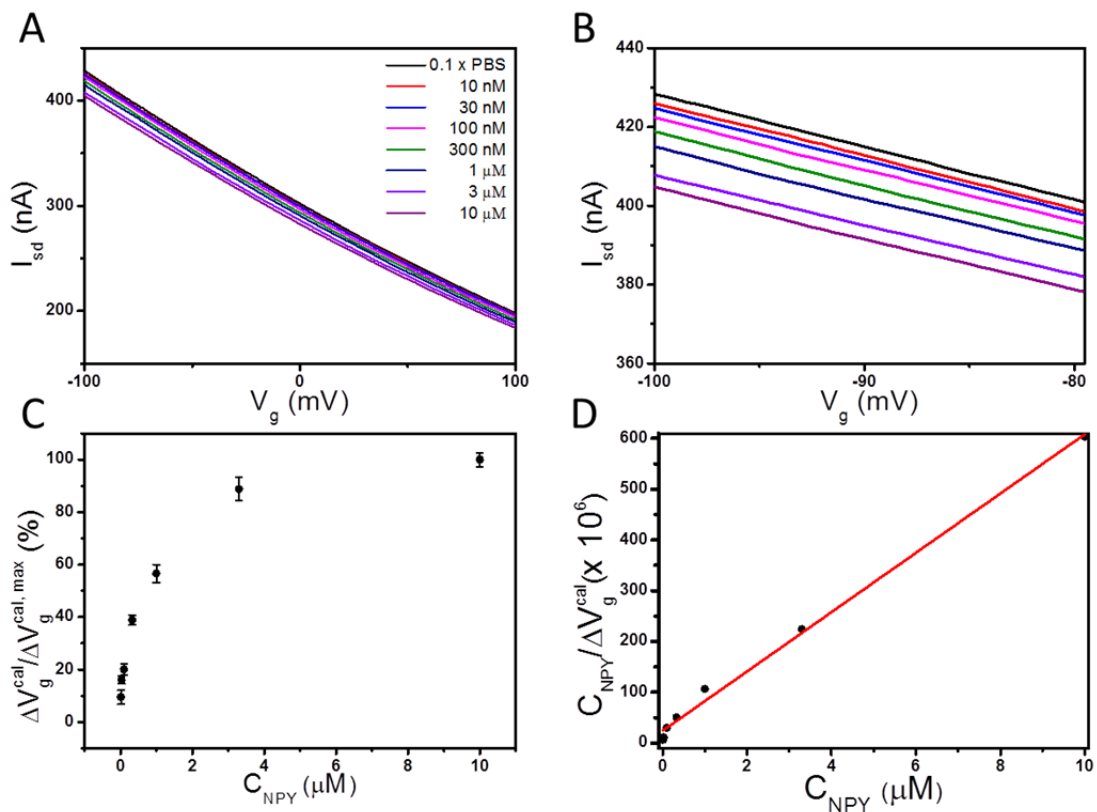 A
I_sd (nA)
400
300
200
-100
0
100
V_g (mV)
0.1 x PBS
10 nM
30 nM
100 nM
300 nM
1 μM
3 μM
10 μM
B
I_sd (nA)
440
420
400
380
360
-100
-90
-80
V_g (mV)
C
ΔV_g^cal/ΔV_g^cal, max (%)
100
80
60
40
20
0
0
2
4
6
8
10
C_NPY (μM)
D
C_NPY/ΔV_g^cal (x 10^6)
600
500
400
300
200
100
0
0
2
4
6
8
10
C_NPY (μM)